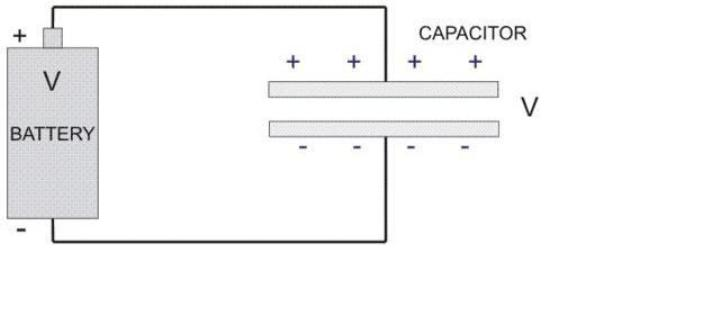 CAPACITOR
+
+ + + +
V
V
BATTERY
- - - -
-